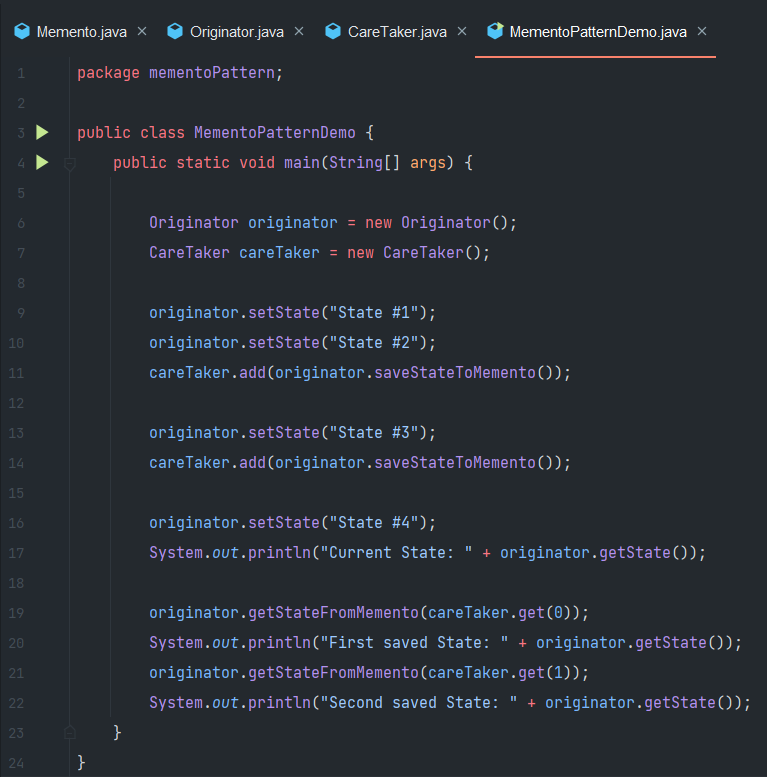 Memento.java × Originator.java × CareTaker.java × MementoPatternDemo.java ×
1 package mementoPattern;
2
3 public class MementoPatternDemo {
4 public static void main(String[] args) {
5
6 Originator originator = new Originator();
7 CareTaker careTaker = new CareTaker();
8
9 originator.setState("State #1");
10 originator.setState("State #2");
11 careTaker.add(originator.saveStateToMemento());
12
13 originator.setState("State #3");
14 careTaker.add(originator.saveStateToMemento());
15
16 originator.setState("State #4");
17 System.out.println("Current State: " + originator.getState());
18
19 originator.getStateFromMemento(careTaker.get(0));
20 System.out.println("First saved State: " + originator.getState());
21 originator.getStateFromMemento(careTaker.get(1));
22 System.out.println("Second saved State: " + originator.getState());
23 }
24 }